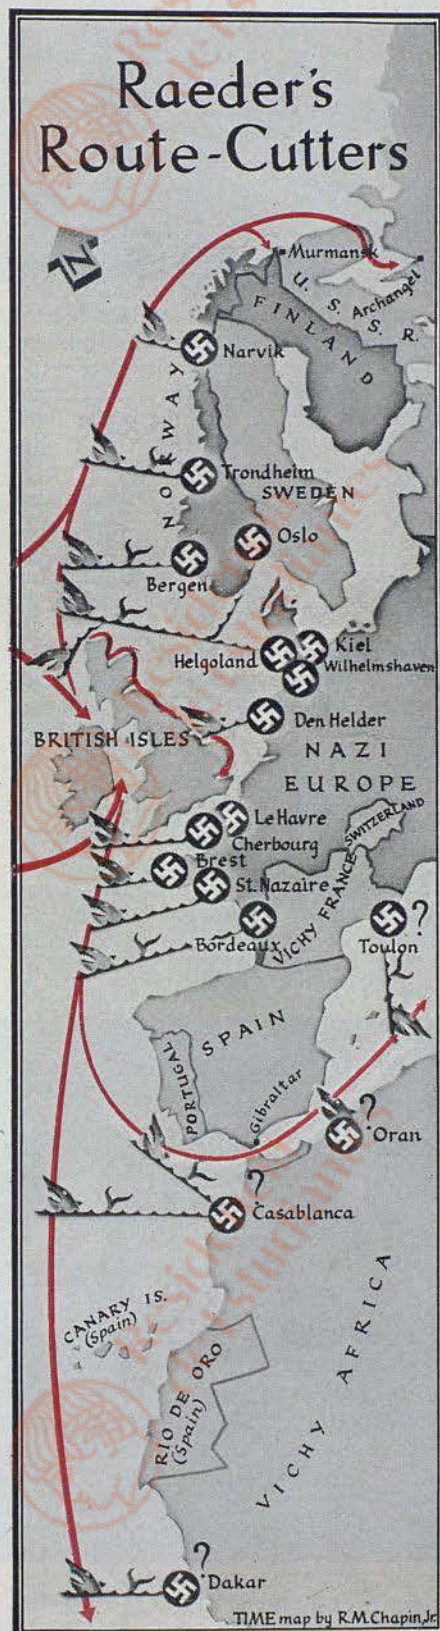 Raeder's
Route-Cutters
N
Murmansk
Archangel
U. S. S. R.
FINLAND
Narvik
NORWAY
Trondheim
SWEDEN
Oslo
Bergen
Helgoland
Kiel
Wilhelmshaven
Den Helder
BRITISH ISLES
NAZI
EUROPE
Le Havre
Cherbourg
SWITZERLAND
Brest
St. Nazaire
VICHY FRANCE
Bordeaux
?
Toulon
SPAIN
PORTUGAL
Gibraltar
?
Oran
?
Casablanca
CANARY IS.
(Spain)
RIO DE ORO
(Spain)
VICHY AFRICA
?
Dakar
TIME map by R.M. Chapin, Jr.